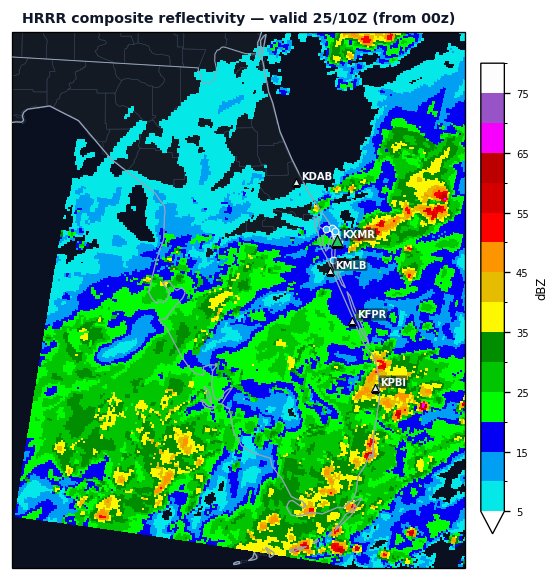 HRRR composite reflectivity — valid 25/10Z (from 00z)
KDAB
KXMR
KMLB
KFPR
KPBI
75
65
55
45
35
25
15
5
dBZ